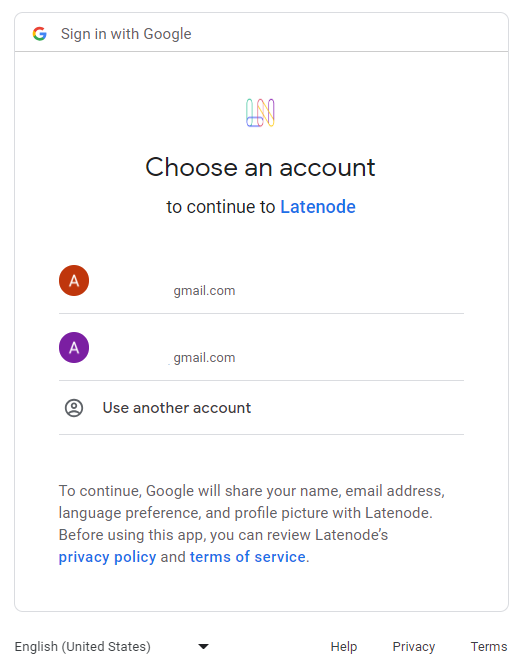 Sign in with Google
LN
Choose an account
to continue to Latenode
A
gmail.com
A
gmail.com
Use another account
To continue, Google will share your name, email address,
language preference, and profile picture with Latenode.
Before using this app, you can review Latenode’s
privacy policy and terms of service.
English (United States)
Help
Privacy
Terms